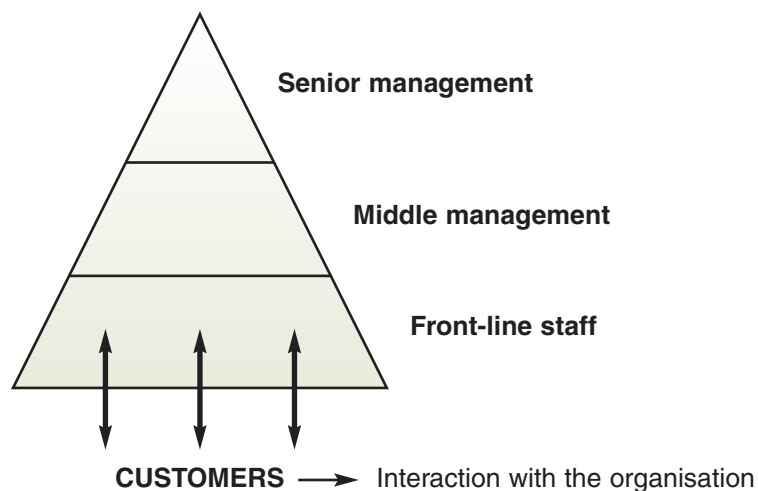 Senior management
Middle management
Front-line staff
CUSTOMERS → Interaction with the organisation